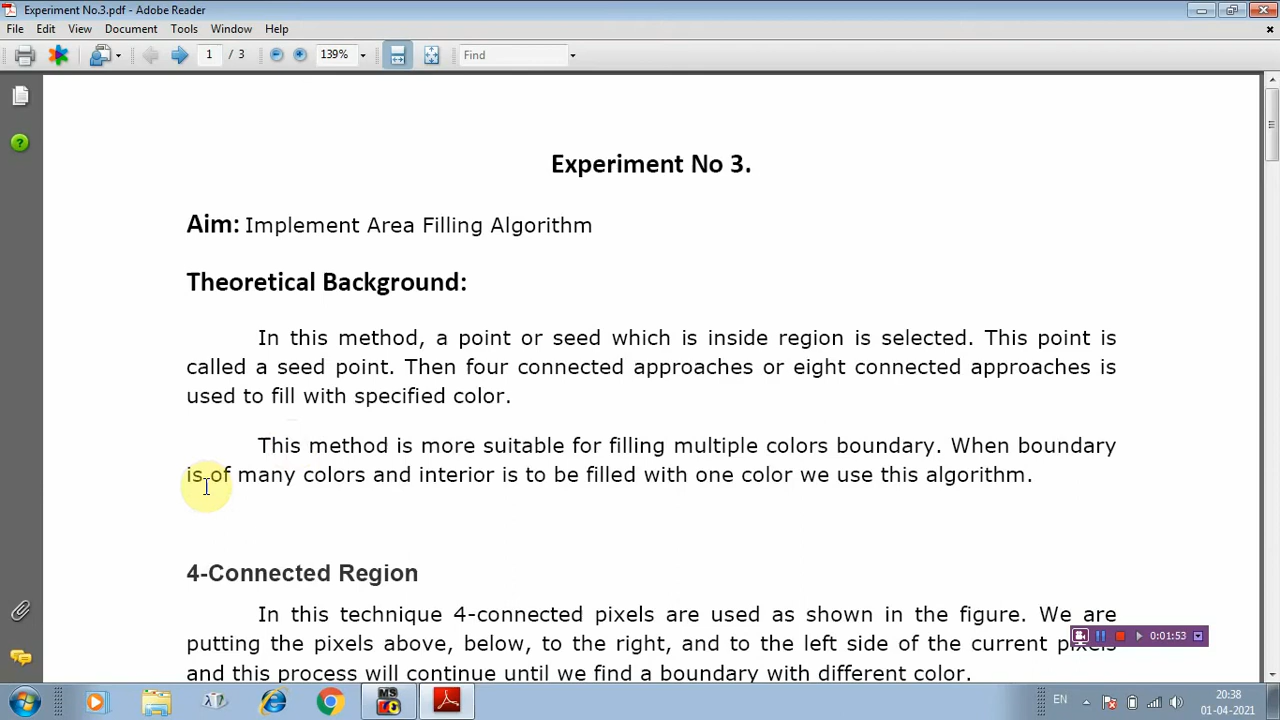 Experiment No.3.pdf - Adobe Reader
File Edit View Document Tools Window Help
1 / 3 139% Find
Experiment No 3.
Aim: Implement Area Filling Algorithm
Theoretical Background:
In this method, a point or seed which is inside region is selected. This point is
called a seed point. Then four connected approaches or eight connected approaches is
used to fill with specified color.
This method is more suitable for filling multiple colors boundary. When boundary
is of many colors and interior is to be filled with one color we use this algorithm.
4-Connected Region
In this technique 4-connected pixels are used as shown in the figure. We are
putting the pixels above, below, to the right, and to the left side of the current pixels
and this process will continue until we find a boundary with different color.
0:01:53
EN
20:38
01-04-2021